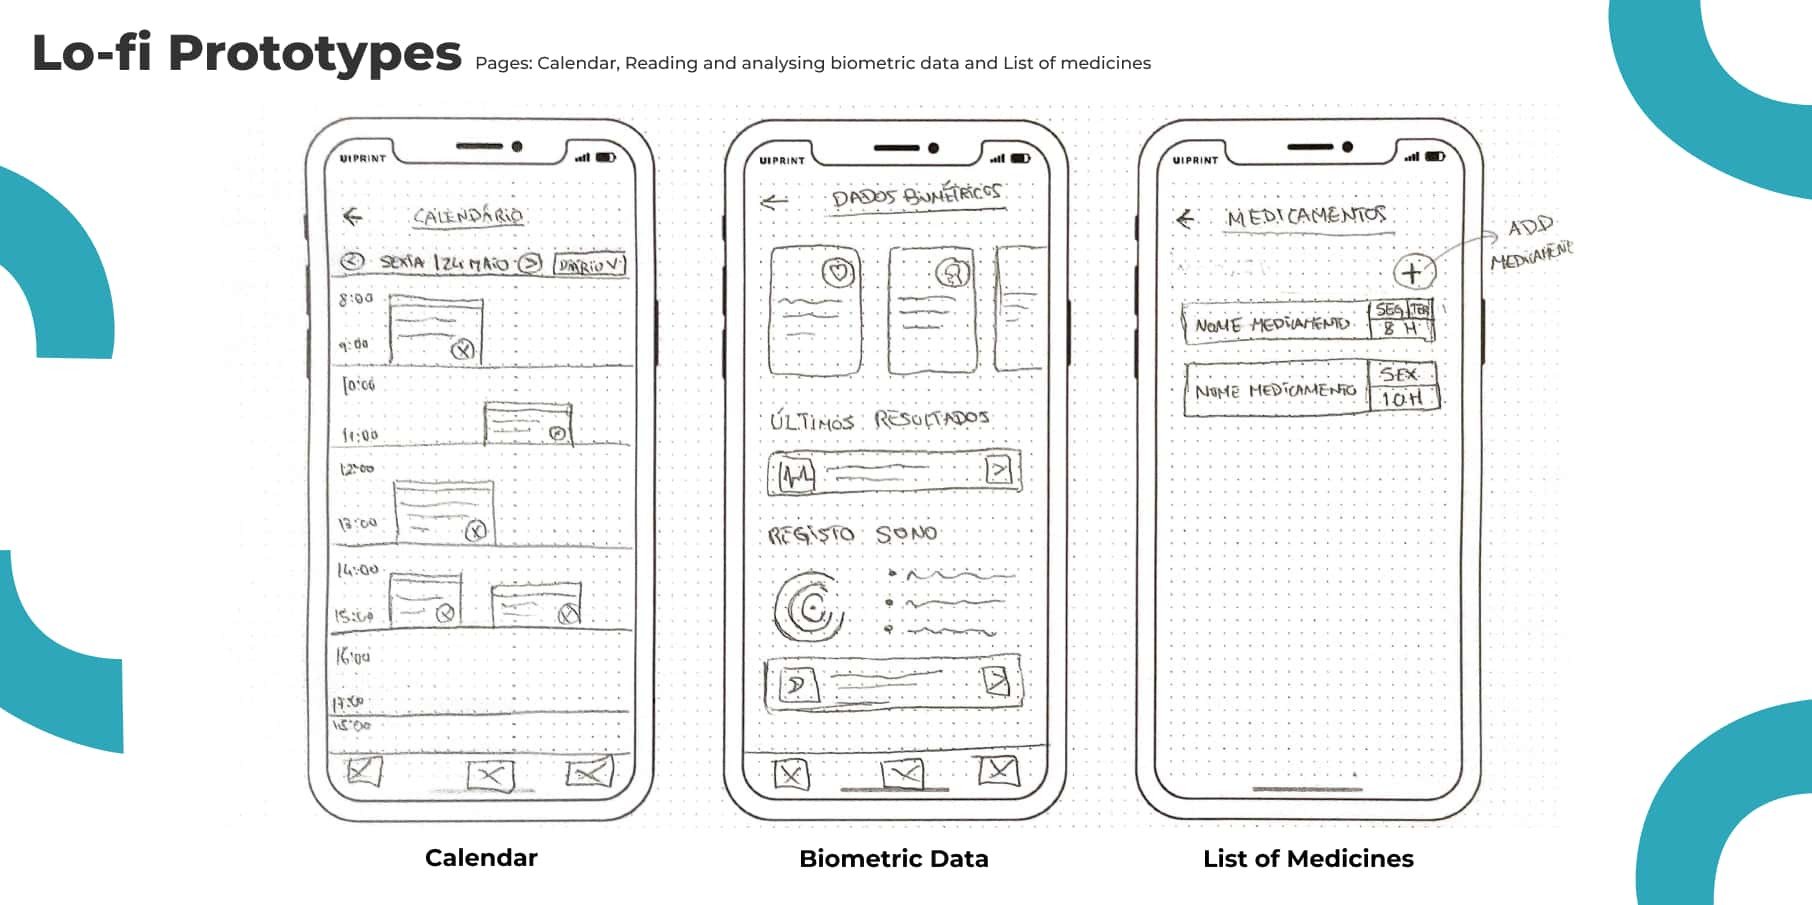 Lo-fi Prototypes Pages: Calendar, Reading and analysing biometric data and List of medicines
UIPRINT
CALENDÁRIO
SEXTA | 24 MAIO DIÁRIO V
8:00
9:00
10:00
11:00
12:00
13:00
14:00
15:00
16:00
17:00
18:00
Calendar
UIPRINT
DADOS BIOMÉTRICOS
ÚLTIMOS RESULTADOS
REGISTO SONO
Biometric Data
UIPRINT
MEDICAMENTOS
ADD
MEDICAMENT
+
NOME MEDICAMENTO SEG TER
8 H
NOME MEDICAMENTO SEX
10H
List of Medicines